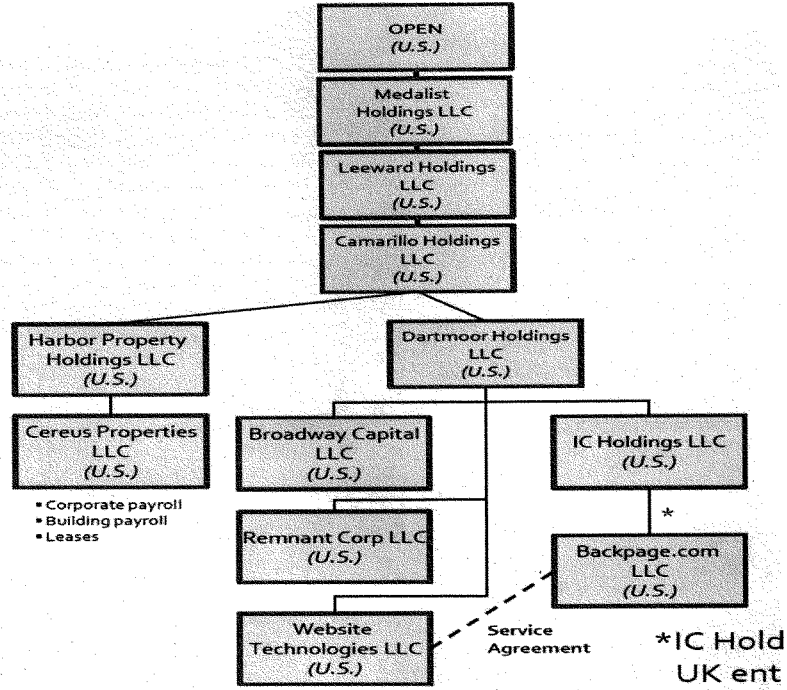 OPEN
(U.S.)
Medalist
Holdings LLC
(U.S.)
Leeward Holdings
LLC
(U.S.)
Camarillo Holdings
LLC
(U.S.)
Harbor Property
Holdings LLC
(U.S.)
Dartmoor Holdings
LLC
(U.S.)
Cereus Properties
LLC
(U.S.)
▪ Corporate payroll
▪ Building payroll
▪ Leases
Broadway Capital
LLC
(U.S.)
IC Holdings LLC
(U.S.)
*
Remnant Corp LLC
(U.S.)
Backpage.com
LLC
(U.S.)
Website
Technologies LLC
(U.S.)
Service
Agreement
*IC Hold
UK ent